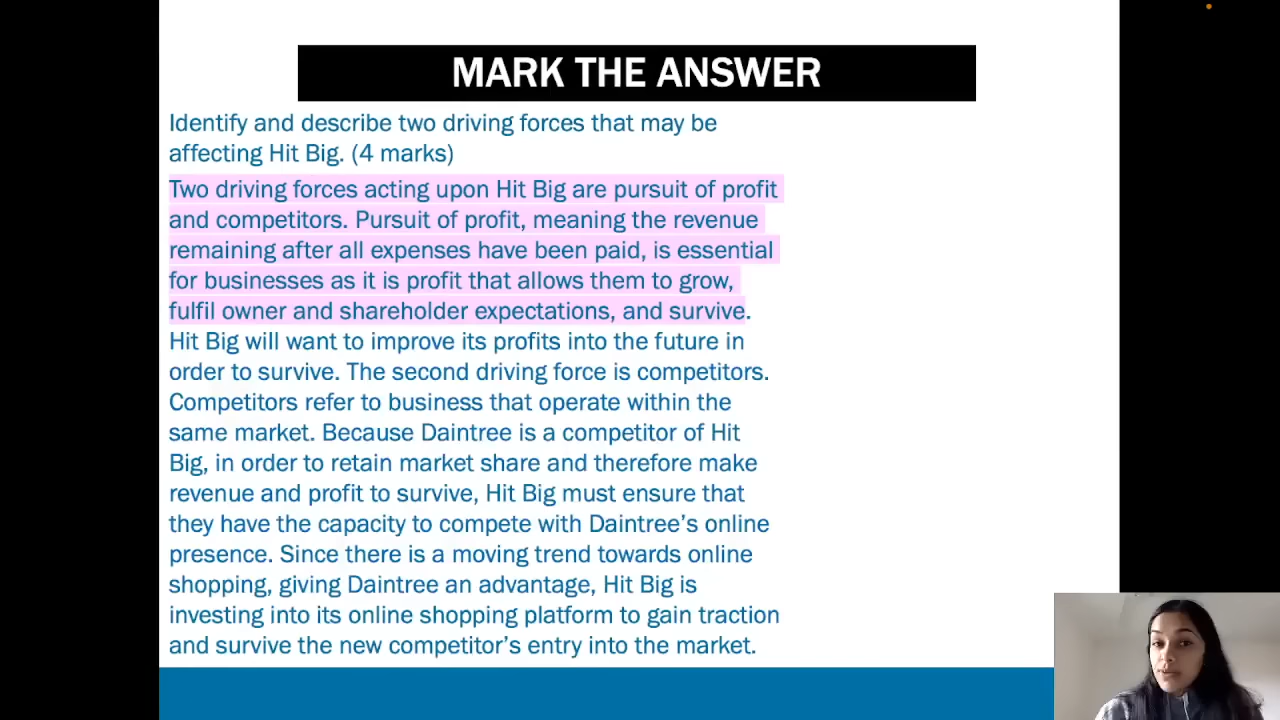 MARK THE ANSWER
Identify and describe two driving forces that may be
affecting Hit Big. (4 marks)
Two driving forces acting upon Hit Big are pursuit of profit
and competitors. Pursuit of profit, meaning the revenue
remaining after all expenses have been paid, is essential
for businesses as it is profit that allows them to grow,
fulfil owner and shareholder expectations, and survive.
Hit Big will want to improve its profits into the future in
order to survive. The second driving force is competitors.
Competitors refer to business that operate within the
same market. Because Daintree is a competitor of Hit
Big, in order to retain market share and therefore make
revenue and profit to survive, Hit Big must ensure that
they have the capacity to compete with Daintree’s online
presence. Since there is a moving trend towards online
shopping, giving Daintree an advantage, Hit Big is
investing into its online shopping platform to gain traction
and survive the new competitor’s entry into the market.